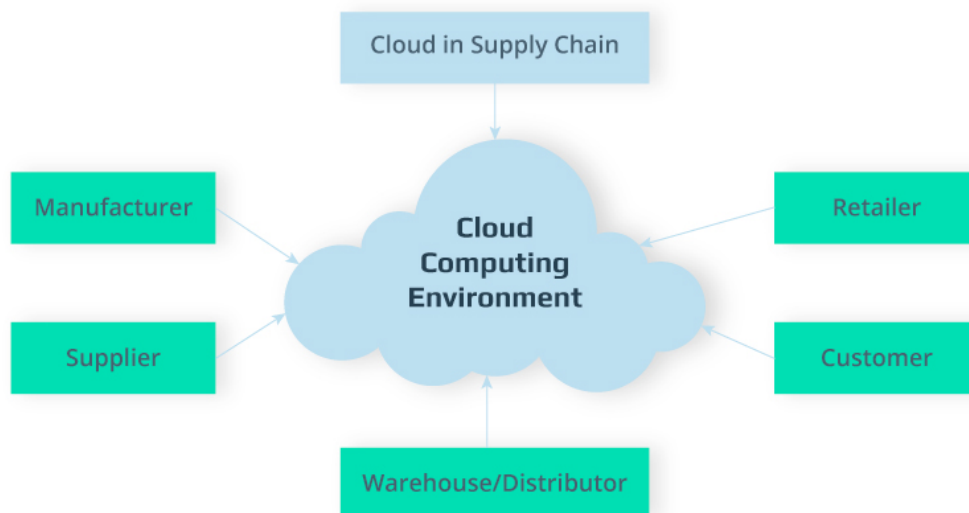 Cloud in Supply Chain
Manufacturer
Retailer
Cloud
Computing
Environment
Supplier
Customer
Warehouse/Distributor